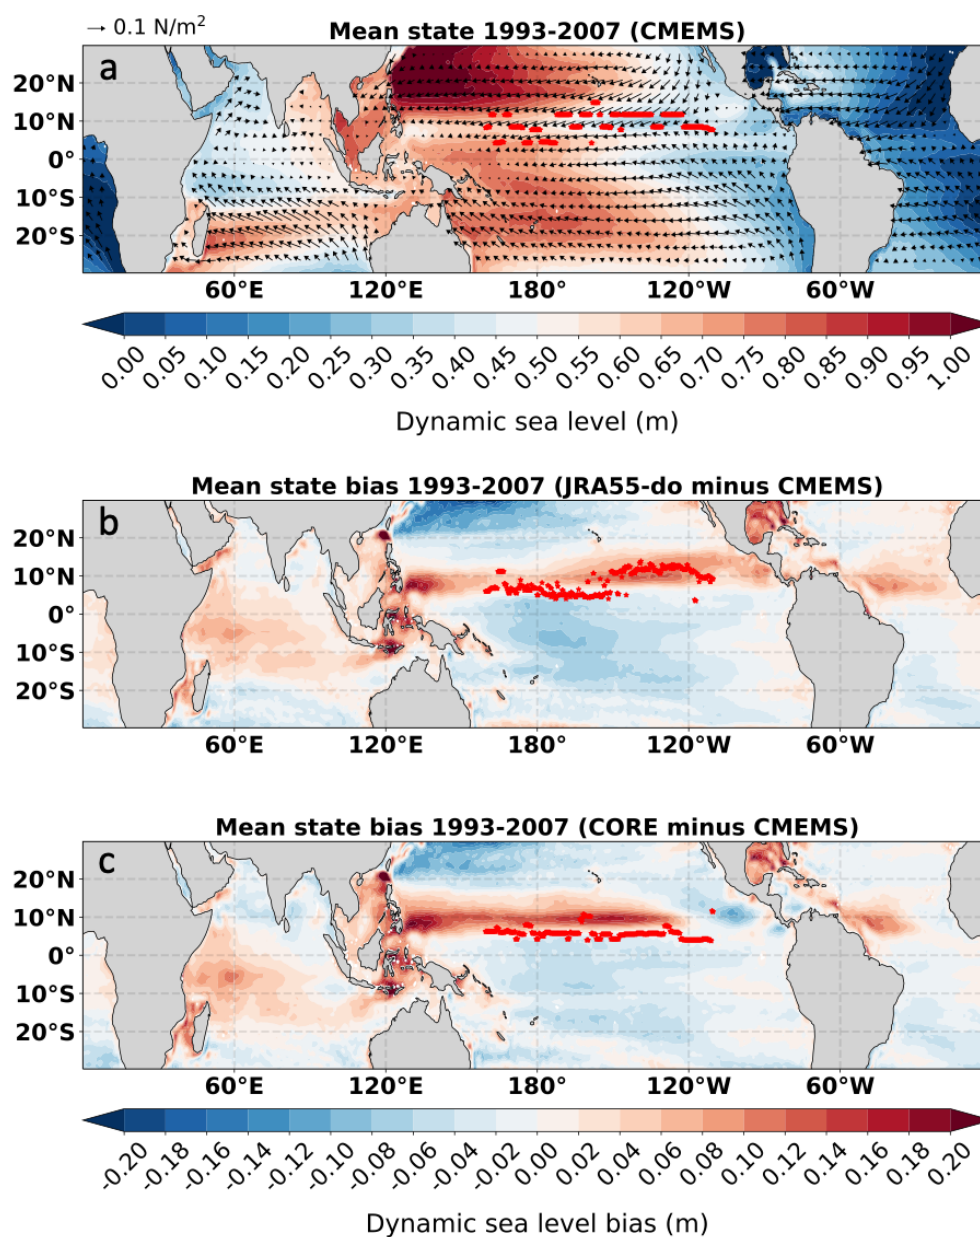 → 0.1 N/m²
Mean state 1993-2007 (CMEMS)
a
20°N
10°N
0°
10°S
20°S
60°E 120°E 180° 120°W 60°W
0.00 0.05 0.10 0.15 0.20 0.25 0.30 0.35 0.40 0.45 0.50 0.55 0.60 0.65 0.70 0.75 0.80 0.85 0.90 0.95 1.00
Dynamic sea level (m)
Mean state bias 1993-2007 (JRA55-do minus CMEMS)
b
20°N
10°N
0°
10°S
20°S
60°E 120°E 180° 120°W 60°W
Mean state bias 1993-2007 (CORE minus CMEMS)
c
20°N
10°N
0°
10°S
20°S
60°E 120°E 180° 120°W 60°W
-0.20 -0.18 -0.16 -0.14 -0.12 -0.10 -0.08 -0.06 -0.04 -0.02 -0.00 0.02 0.04 0.06 0.08 0.10 0.12 0.14 0.16 0.18 0.20
Dynamic sea level bias (m)